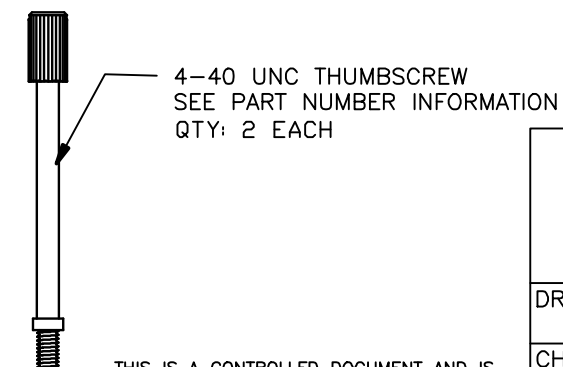 4-40 UNC THUMBSCREW
SEE PART NUMBER INFORMATION
QTY: 2 EACH
DR
THIS IS A CONTROLLED DOCUMENT AND IS
CH